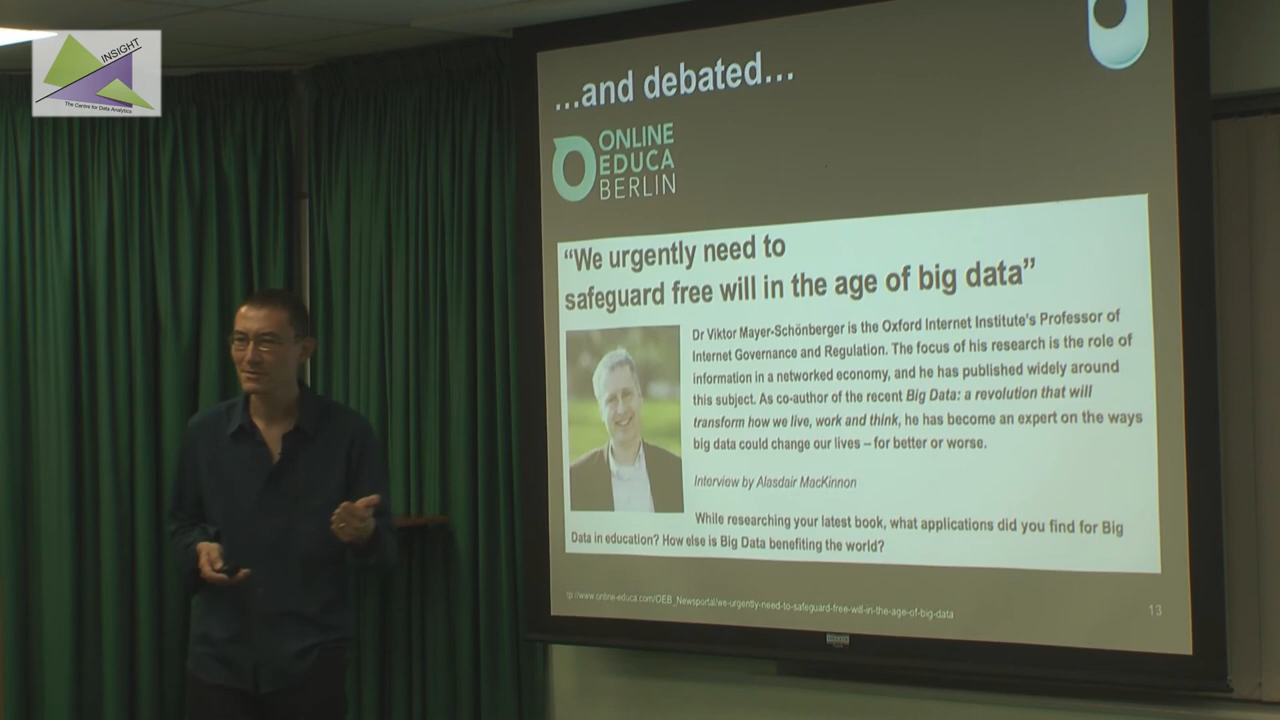 INSIGHT
The Centre for Data Analytics
...and debated...
ONLINE
EDUCA
BERLIN
“We urgently need to
safeguard free will in the age of big data”
Dr Viktor Mayer-Schönberger is the Oxford Internet Institute's Professor of
Internet Governance and Regulation. The focus of his research is the role of
information in a networked economy, and he has published widely around
this subject. As co-author of the recent Big Data: a revolution that will
transform how we live, work and think, he has become an expert on the ways
big data could change our lives – for better or worse.
Interview by Alasdair MacKinnon
While researching your latest book, what applications did you find for Big
Data in education? How else is Big Data benefiting the world?
tp://www.online-educa.com/OEB_Newsportal/we-urgently-need-to-safeguard-free-will-in-the-age-of-big-data
13